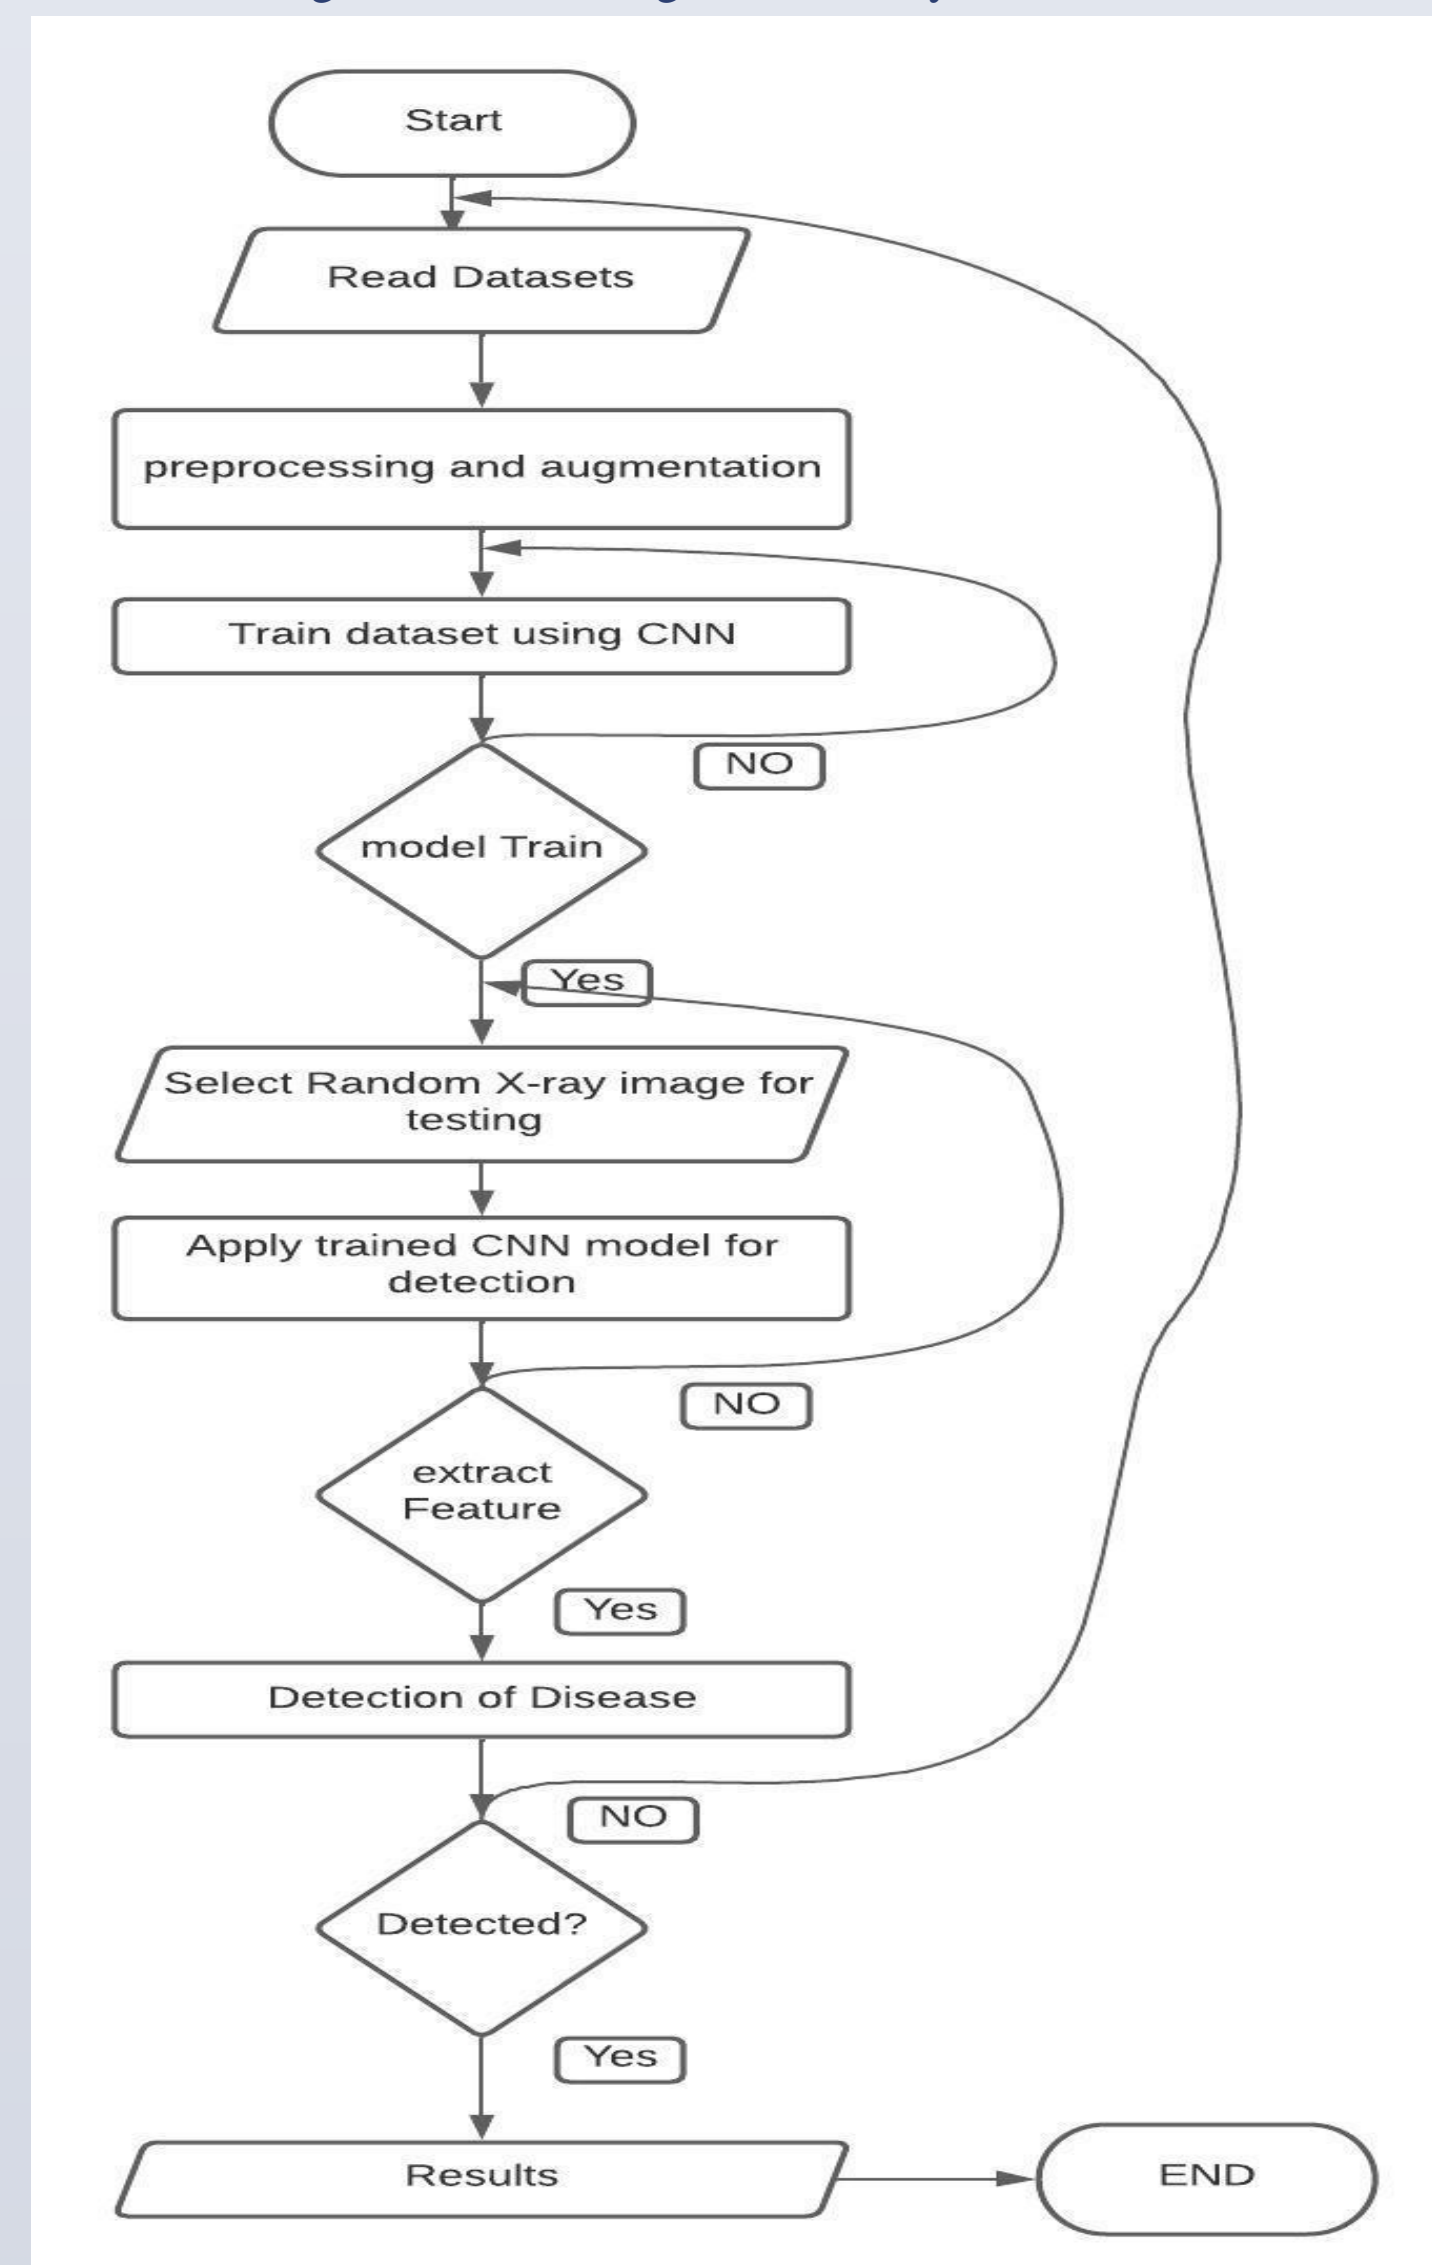 Start
Read Datasets
preprocessing and augmentation
Train dataset using CNN
NO
model Train
Yes
Select Random X-ray image for
testing
Apply trained CNN model for
detection
NO
extract
Feature
Yes
Detection of Disease
NO
Detected?
Yes
Results
END